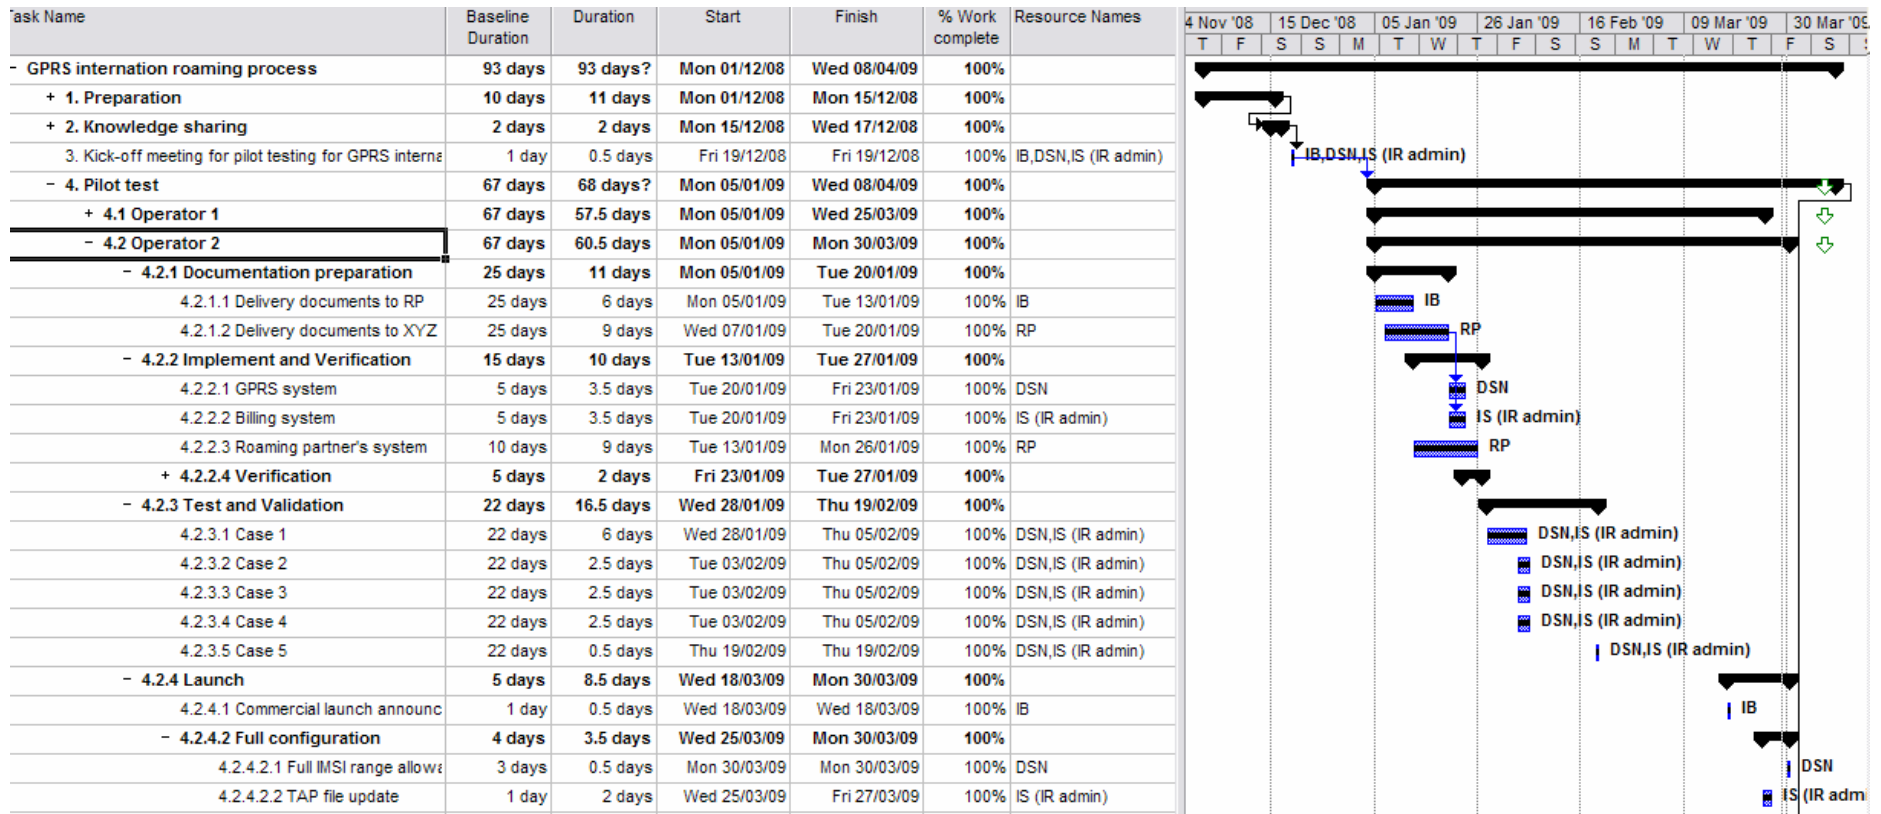 Task Name Baseline Duration Duration Start Finish % Work complete Resource Names 4 Nov '08 15 Dec '08 05 Jan '09 26 Jan '09 16 Feb '09 09 Mar '09 30 Mar '09
T F S S M T W T F S S M T W T F S
- GPRS internation roaming process 93 days 93 days? Mon 01/12/08 Wed 08/04/09 100%
+ 1. Preparation 10 days 11 days Mon 01/12/08 Mon 15/12/08 100%
+ 2. Knowledge sharing 2 days 2 days Mon 15/12/08 Wed 17/12/08 100%
3. Kick-off meeting for pilot testing for GPRS interna 1 day 0.5 days Fri 19/12/08 Fri 19/12/08 100% IB,DSN,IS (IR admin) IB,DSN,IS (IR admin)
- 4. Pilot test 67 days 68 days? Mon 05/01/09 Wed 08/04/09 100%
+ 4.1 Operator 1 67 days 57.5 days Mon 05/01/09 Wed 25/03/09 100%
- 4.2 Operator 2 67 days 60.5 days Mon 05/01/09 Mon 30/03/09 100%
- 4.2.1 Documentation preparation 25 days 11 days Mon 05/01/09 Tue 20/01/09 100%
4.2.1.1 Delivery documents to RP 25 days 6 days Mon 05/01/09 Tue 13/01/09 100% IB IB
4.2.1.2 Delivery documents to XYZ 25 days 9 days Wed 07/01/09 Tue 20/01/09 100% RP RP
- 4.2.2 Implement and Verification 15 days 10 days Tue 13/01/09 Tue 27/01/09 100%
4.2.2.1 GPRS system 5 days 3.5 days Tue 20/01/09 Fri 23/01/09 100% DSN DSN
4.2.2.2 Billing system 5 days 3.5 days Tue 20/01/09 Fri 23/01/09 100% IS (IR admin) IS (IR admin)
4.2.2.3 Roaming partner's system 10 days 9 days Tue 13/01/09 Mon 26/01/09 100% RP RP
+ 4.2.2.4 Verification 5 days 2 days Fri 23/01/09 Tue 27/01/09 100%
- 4.2.3 Test and Validation 22 days 16.5 days Wed 28/01/09 Thu 19/02/09 100%
4.2.3.1 Case 1 22 days 6 days Wed 28/01/09 Thu 05/02/09 100% DSN,IS (IR admin) DSN,IS (IR admin)
4.2.3.2 Case 2 22 days 2.5 days Tue 03/02/09 Thu 05/02/09 100% DSN,IS (IR admin) DSN,IS (IR admin)
4.2.3.3 Case 3 22 days 2.5 days Tue 03/02/09 Thu 05/02/09 100% DSN,IS (IR admin) DSN,IS (IR admin)
4.2.3.4 Case 4 22 days 2.5 days Tue 03/02/09 Thu 05/02/09 100% DSN,IS (IR admin) DSN,IS (IR admin)
4.2.3.5 Case 5 22 days 0.5 days Thu 19/02/09 Thu 19/02/09 100% DSN,IS (IR admin) DSN,IS (IR admin)
- 4.2.4 Launch 5 days 8.5 days Wed 18/03/09 Mon 30/03/09 100%
4.2.4.1 Commercial launch announc 1 day 0.5 days Wed 18/03/09 Wed 18/03/09 100% IB IB
- 4.2.4.2 Full configuration 4 days 3.5 days Wed 25/03/09 Mon 30/03/09 100%
4.2.4.2.1 Full IMSI range allowa 3 days 0.5 days Mon 30/03/09 Mon 30/03/09 100% DSN DSN
4.2.4.2.2 TAP file update 1 day 2 days Wed 25/03/09 Fri 27/03/09 100% IS (IR admin) IS (IR adm